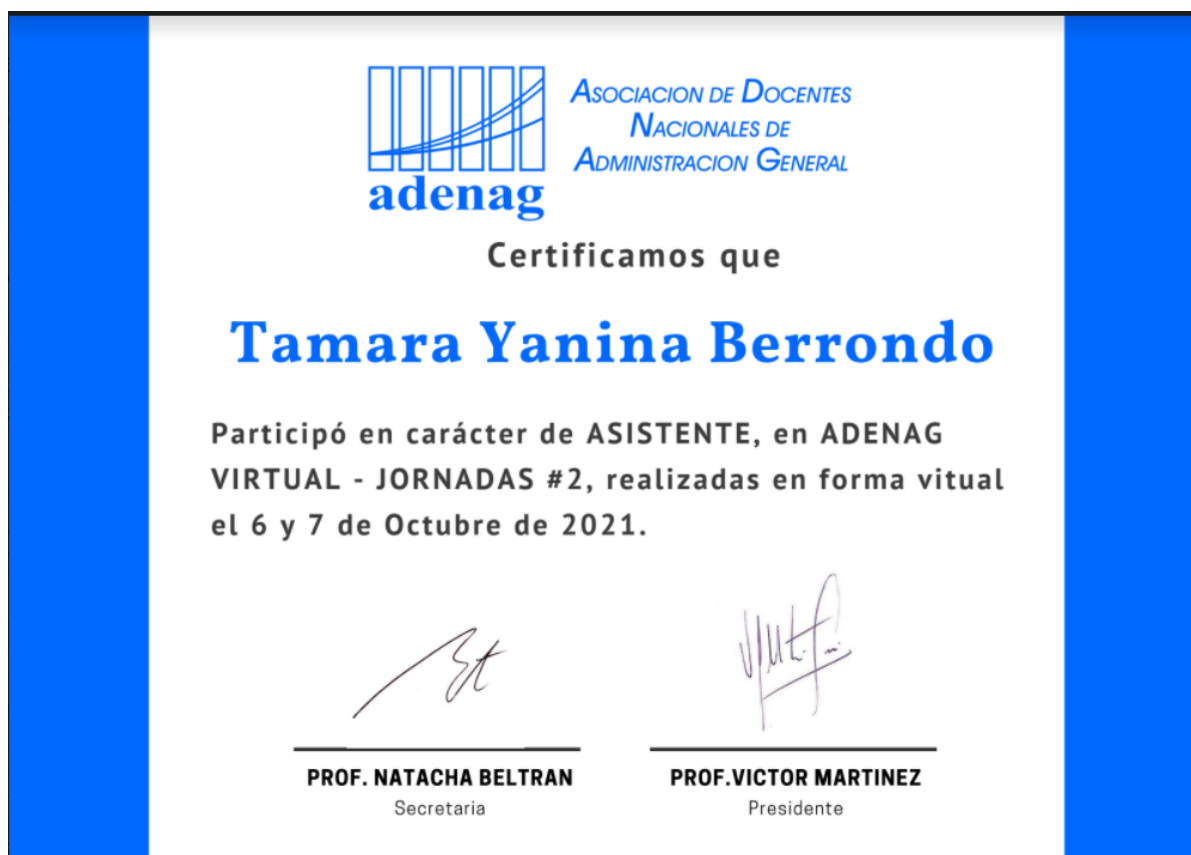 ASOCIACION DE DOCENTES
NACIONALES DE
ADMINISTRACION GENERAL
adenag
Certificamos que
Tamara Yanina Berrondo
Participó en carácter de ASISTENTE, en ADENAG
VIRTUAL - JORNADAS #2, realizadas en forma vitual
el 6 y 7 de Octubre de 2021.
PROF. NATACHA BELTRAN
Secretaria
PROF.VICTOR MARTINEZ
Presidente